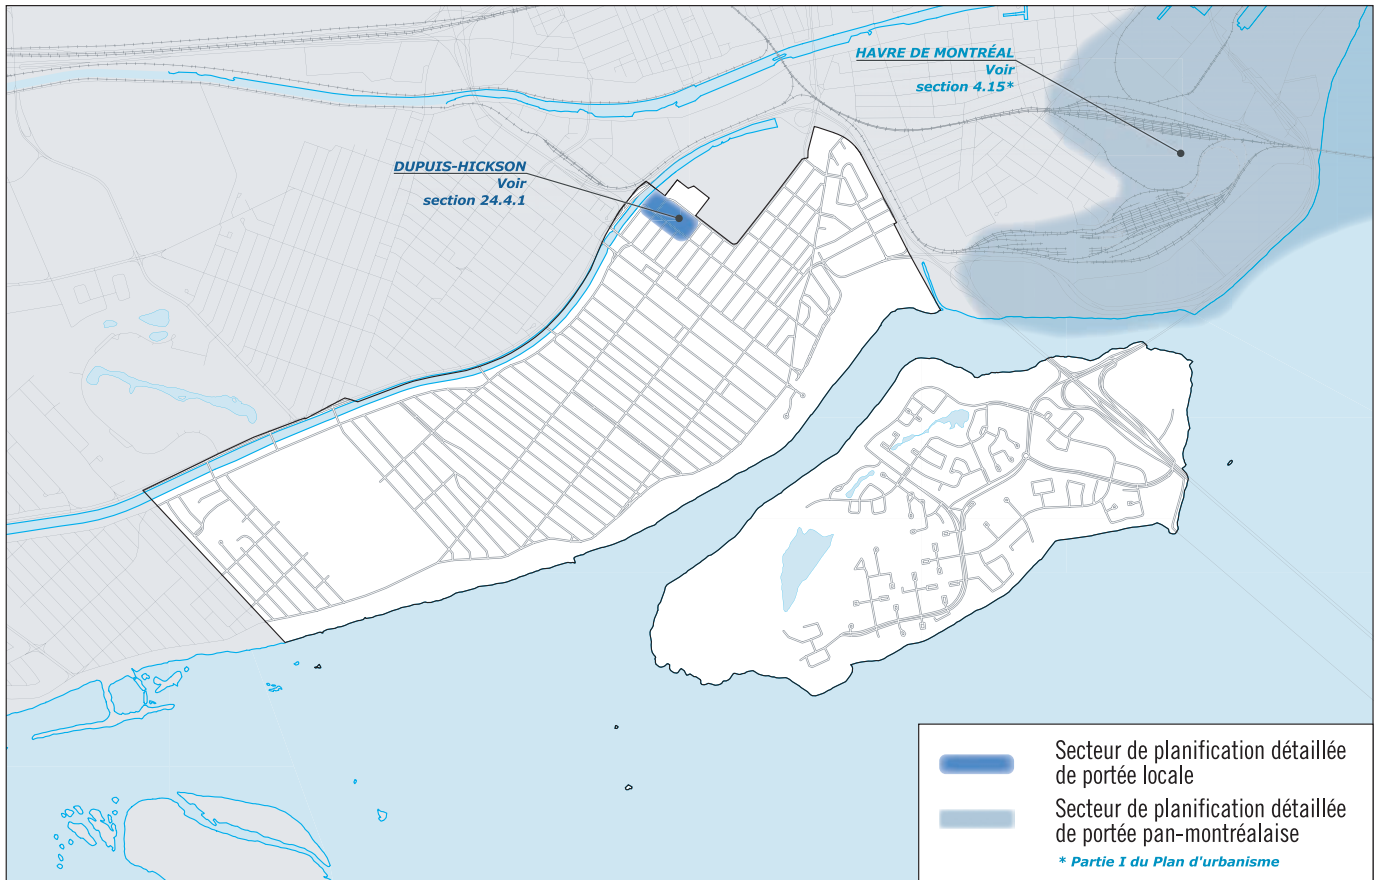 HAVRE DE MONTRÉAL
Voir
section 4.15*
DUPUIS-HICKSON
Voir
section 24.4.1
Secteur de planification détaillée
de portée locale
Secteur de planification détaillée
de portée pan-montréalaise
* Partie I du Plan d'urbanisme